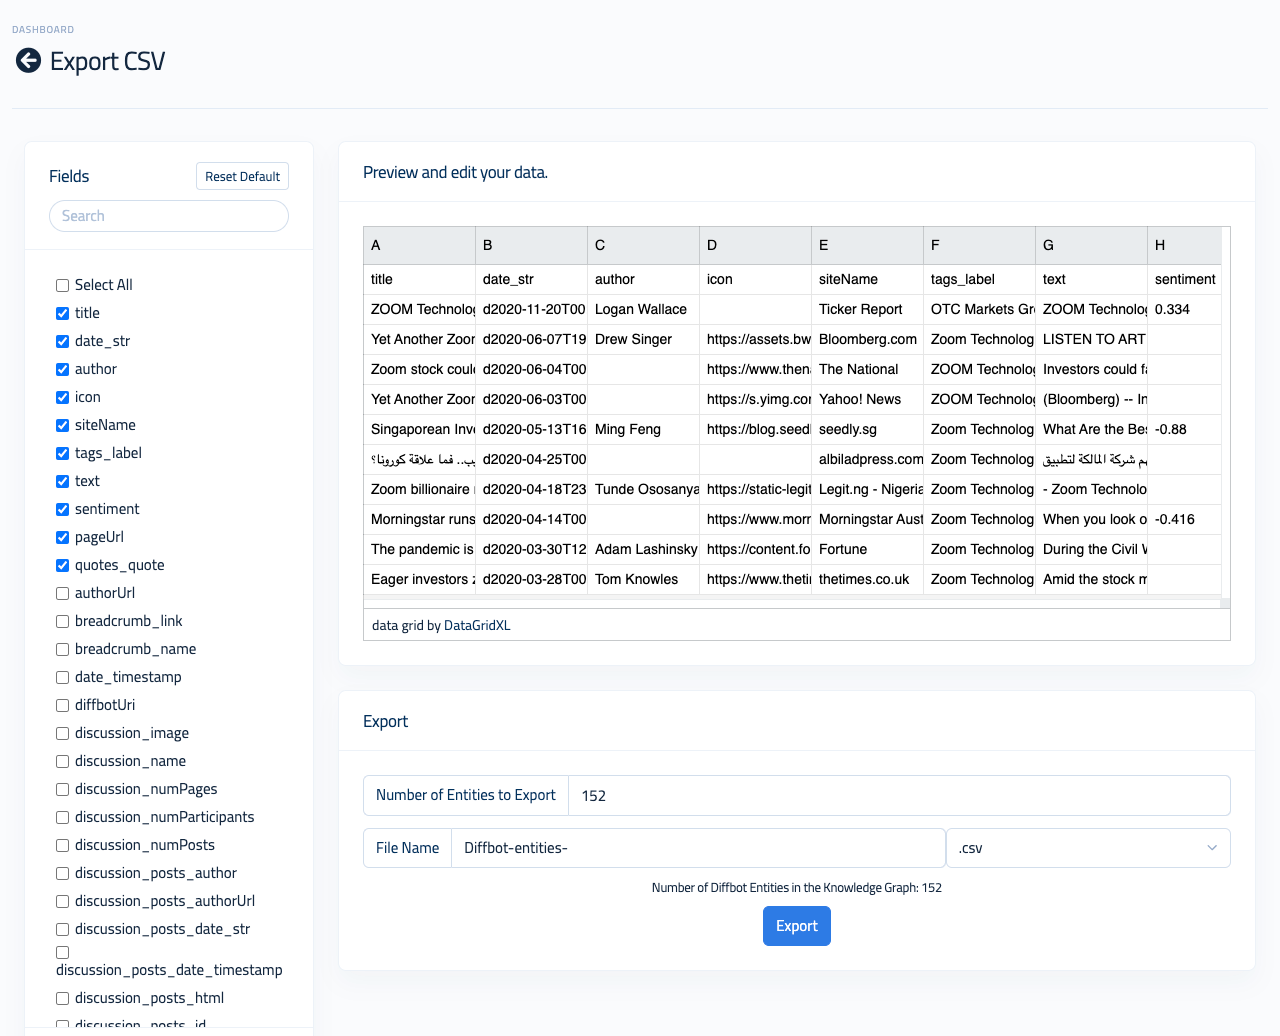 DASHBOARD
Export CSV
Fields
Reset Default
Search
Select All
title
date_str
author
icon
siteName
tags_label
text
sentiment
pageUrl
quotes_quote
authorUrl
breadcrumb_link
breadcrumb_name
date_timestamp
diffbotUri
discussion_image
discussion_name
discussion_numPages
discussion_numParticipants
discussion_numPosts
discussion_posts_author
discussion_posts_authorUrl
discussion_posts_date_str
discussion_posts_date_timestamp
discussion_posts_html
discussion_posts_id
Preview and edit your data.
A B C D E F G H
title date_str author icon siteName tags_label text sentiment
ZOOM Technolog d2020-11-20T00 Logan Wallace Ticker Report OTC Markets Gr ZOOM Technolog 0.334
Yet Another Zoor d2020-06-07T19 Drew Singer https://assets.bw Bloomberg.com Zoom Technolog LISTEN TO ART
Zoom stock coul d2020-06-04T00 https://www.then The National ZOOM Technolog Investors could f
Yet Another Zoor d2020-06-03T00 https://s.yimg.cor Yahoo! News ZOOM Technolog (Bloomberg) -- In
Singaporean Inv d2020-05-13T16 Ming Feng https://blog.seedl seedly.sg Zoom Technolog What Are the Bes -0.88
يب.. فما علاقة كورونا؟ d2020-04-25T00 albiladpress.com Zoom Technolog هم شركة المالكة لتطبيق
Zoom billionaire d2020-04-18T23 Tunde Ososanya https://static-legit Legit.ng - Nigeria Zoom Technolog - Zoom Technolo
Morningstar runs d2020-04-14T00 https://www.morr Morningstar Aust Zoom Technolog When you look o -0.416
The pandemic is d2020-03-30T12 Adam Lashinsky https://content.fo Fortune Zoom Technolog During the Civil W
Eager investors d2020-03-28T00 Tom Knowles https://www.theti thetimes.co.uk Zoom Technolog Amid the stock m
data grid by DataGridXL
Export
Number of Entities to Export 152
File Name Diffbot-entities- .csv
Number of Diffbot Entities in the Knowledge Graph: 152
Export